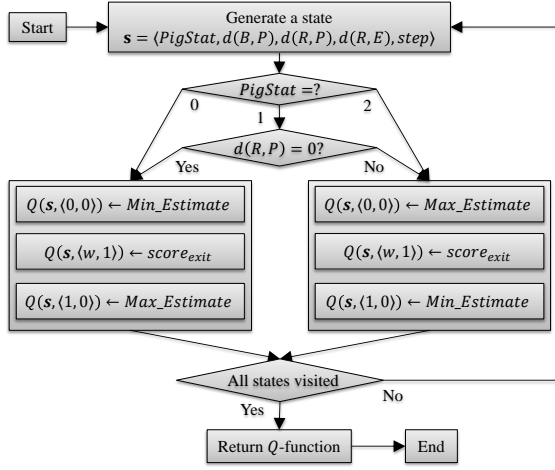 Start
Generate a state
𝐬 = ⟨PigStat, d(B, P), d(R, P), d(R, E), step⟩
PigStat =?
0
1
2
d(R, P) = 0?
Yes
No
Q(𝒔, ⟨0, 0⟩) ← Min_Estimate
Q(𝒔, ⟨w, 1⟩) ← score_exit
Q(𝒔, ⟨1, 0⟩) ← Max_Estimate
Q(𝒔, ⟨0, 0⟩) ← Max_Estimate
Q(𝒔, ⟨w, 1⟩) ← score_exit
Q(𝒔, ⟨1, 0⟩) ← Min_Estimate
All states visited
No
Yes
Return Q-function
End